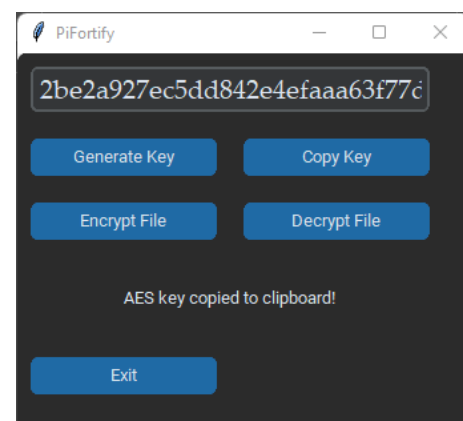 PiFortify
2be2a927ec5dd842e4efaaa63f77
Generate Key Copy Key
Encrypt File Decrypt File
AES key copied to clipboard!
Exit